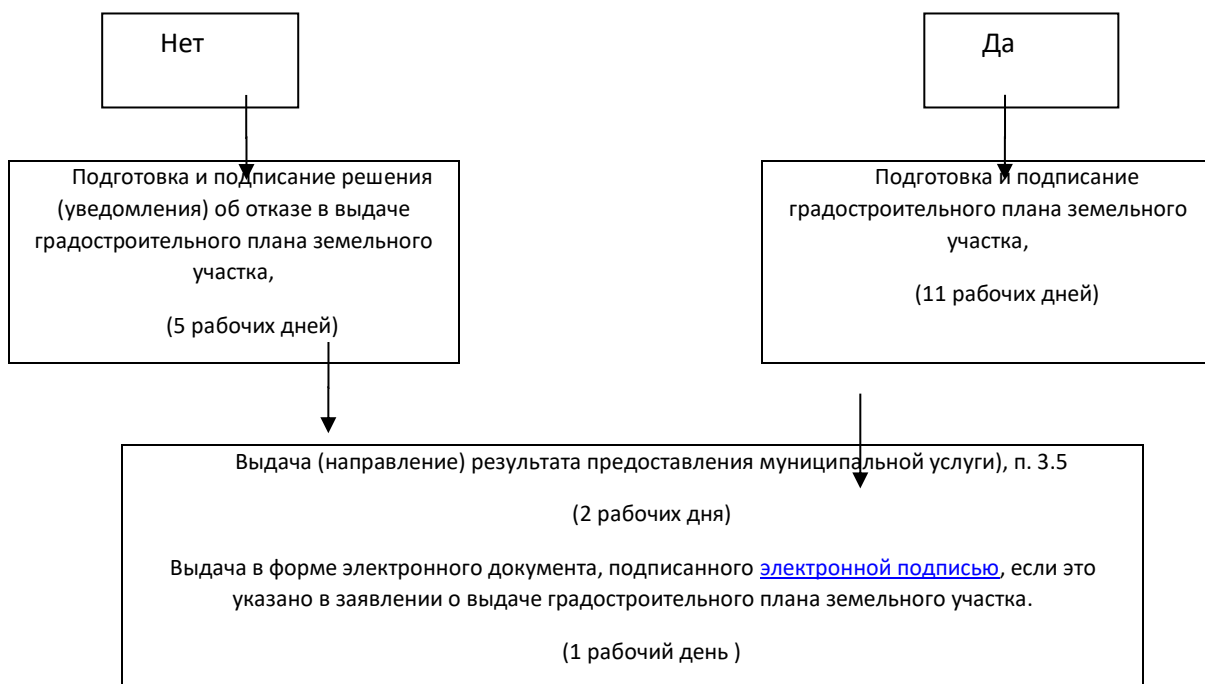 Нет
Да
Подготовка и подписание решения
(уведомления) об отказе в выдаче
градостроительного плана земельного
участка,
(5 рабочих дней)
Подготовка и подписание
градостроительного плана земельного
участка,
(11 рабочих дней)
Выдача (направление) результата предоставления муниципальной услуги), п. 3.5
(2 рабочих дня)
Выдача в форме электронного документа, подписанного электронной подписью, если это
указано в заявлении о выдаче градостроительного плана земельного участка.
(1 рабочий день )